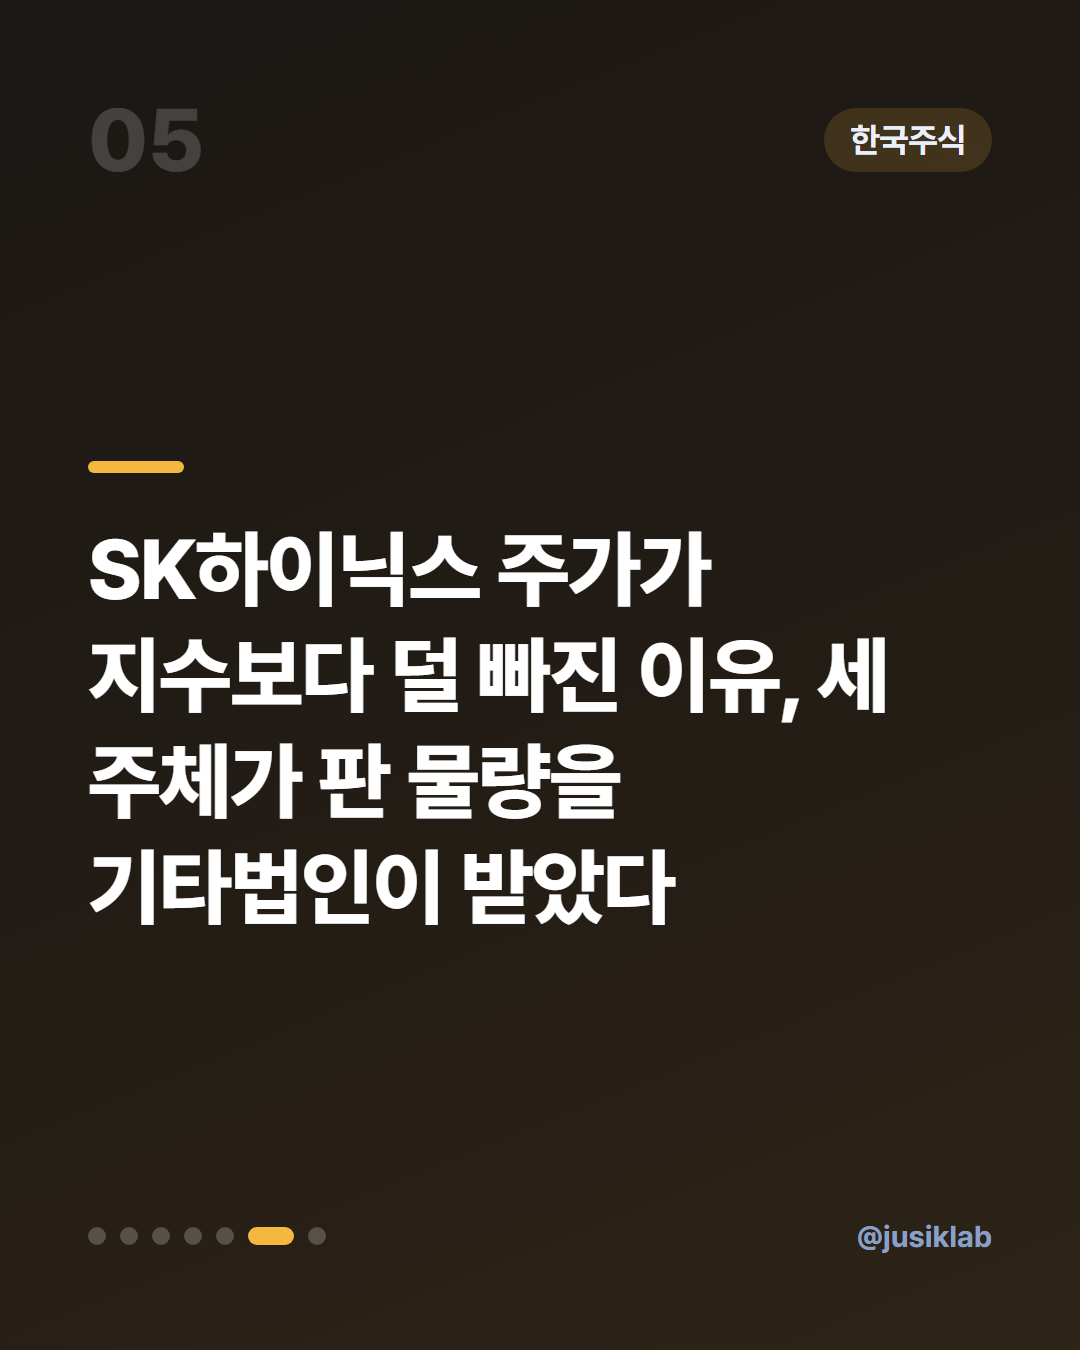 05
한국주식
SK하이닉스 주가가
지수보다 덜 빠진 이유, 세
주체가 판 물량을
기타법인이 받았다
@jusiklab